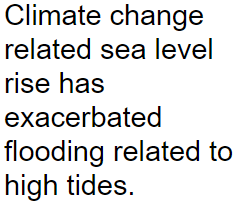 Climate change
related sea level
rise has
exacerbated
flooding related to
high tides.